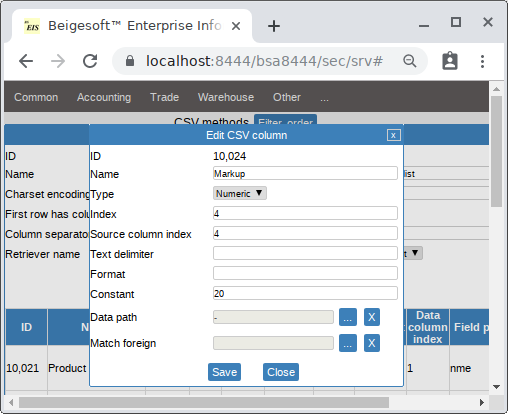 EIS Beigesoft™ Enterprise Info
localhost:8444/bsa8444/sec/srv#
Common Accounting Trade Warehouse Other ...
CSV methods Filter, order
Edit CSV column x
ID
Name list
Charset encoding
First row has colu
Column separato
Retriever name t
ID 10,024
Name Markup
Type Numeric
Index 4
Source column index 4
Text delimiter
Format
Constant 20
Data path - ... X
Match foreign ... X
Save Close
ID N Data column index Field p
10,021 Product 1 nme